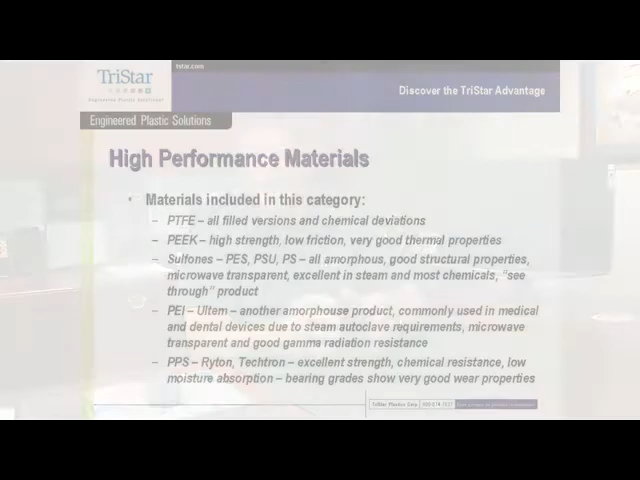 tstar.com
TriStar
Engineered Plastic Solutions
Discover the TriStar Advantage
Engineered Plastic Solutions
High Performance Materials
• Materials included in this category:
– PTFE – all filled versions and chemical deviations
– PEEK – high strength, low friction, very good thermal properties
– Sulfones – PES, PSU, PS – all amorphous, good structural properties,
microwave transparent, excellent in steam and most chemicals, “see
through” product
– PEI – Ultem – another amorphouse product, commonly used in medical
and dental devices due to steam autoclave requirements, microwave
transparent and good gamma radiation resistance
– PPS – Ryton, Techtron – excellent strength, chemical resistance, low
moisture absorption – bearing grades show very good wear properties
TriStar Plastics Corp.